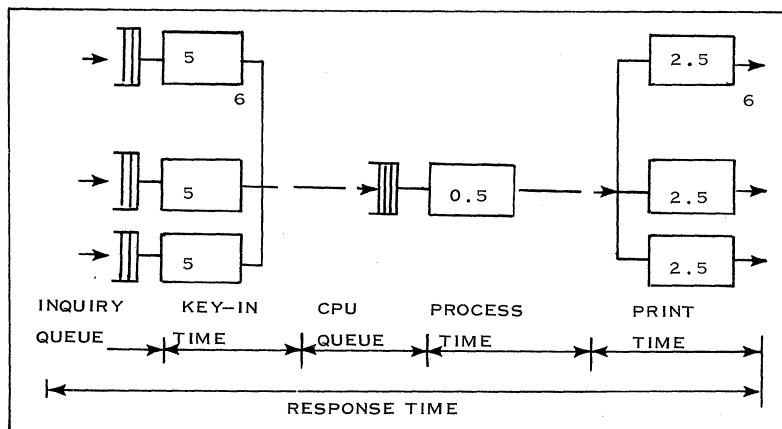 5 2.5
6 6
5 0.5 2.5
5 2.5
INQUIRY KEY-IN CPU PROCESS PRINT
QUEUE TIME QUEUE TIME TIME
RESPONSE TIME